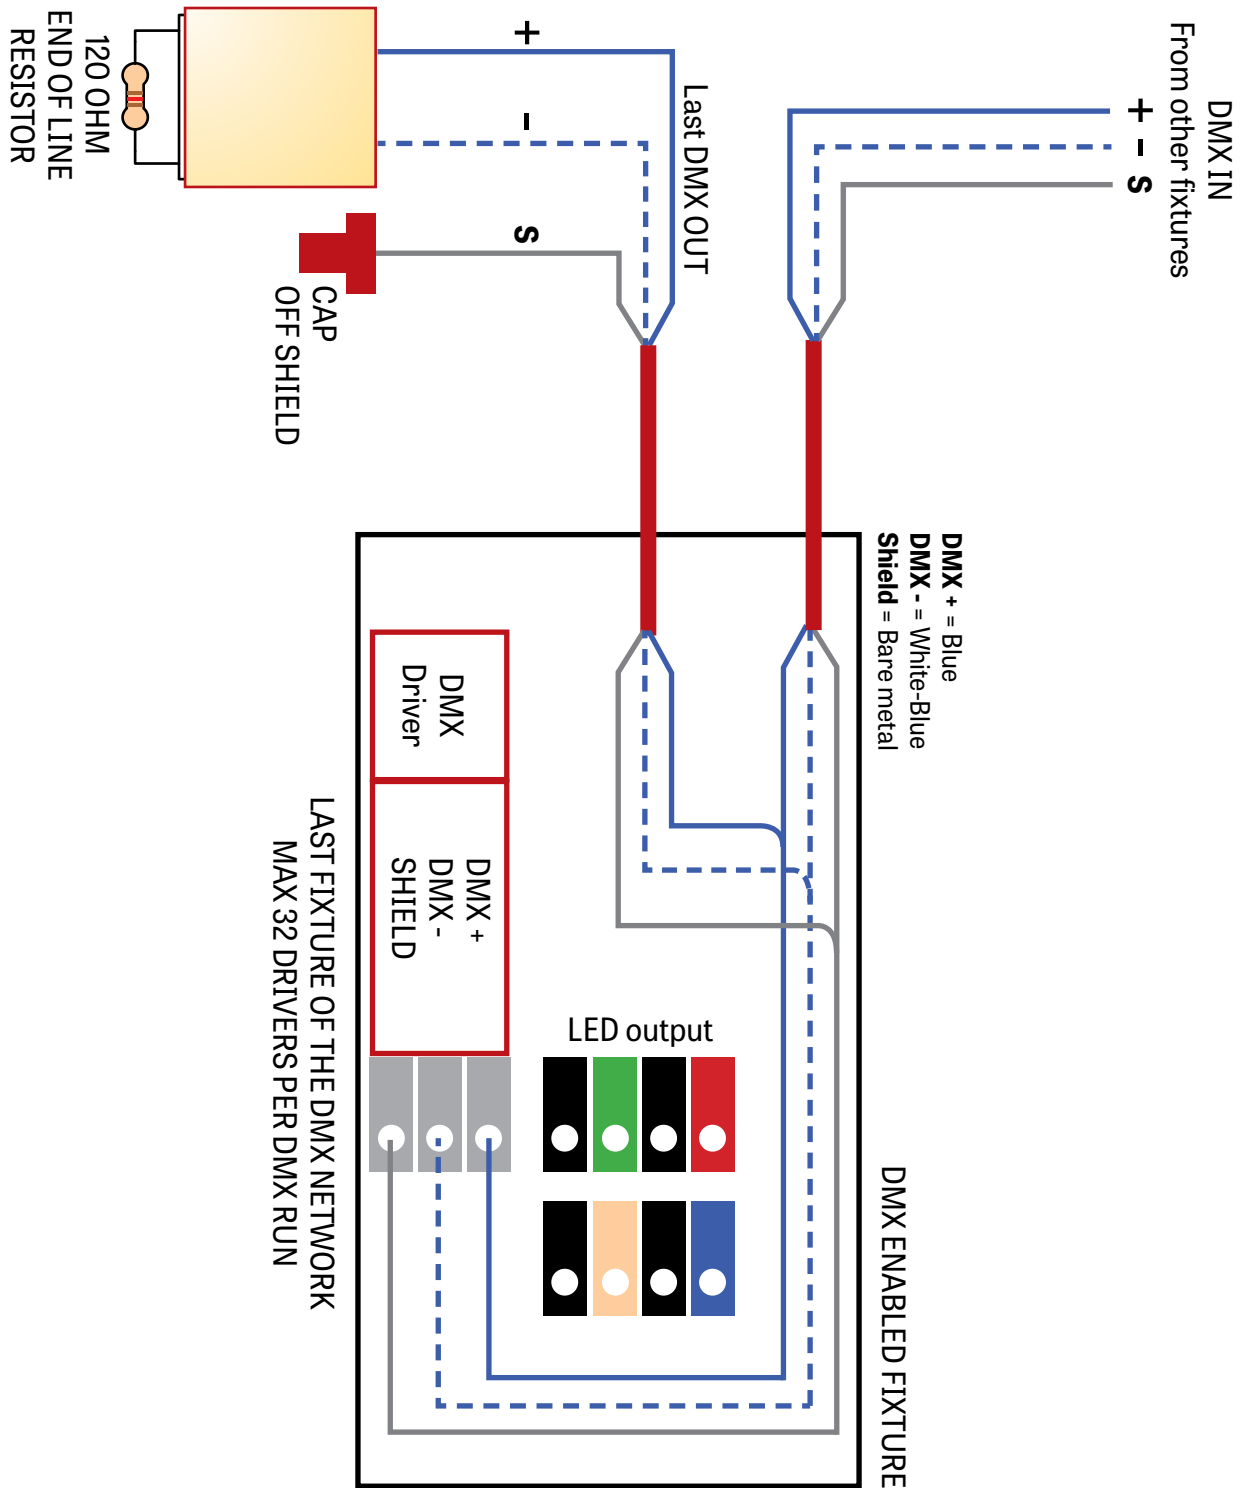 DMX IN
From other fixtures
+
-
S
Last DMX OUT
+
-
S
120 OHM
END OF LINE
RESISTOR
CAP
OFF SHIELD
DMX + = Blue
DMX - = White-Blue
Shield = Bare metal
DMX ENABLED FIXTURE
DMX
Driver
DMX +
DMX -
SHIELD
LED output
LAST FIXTURE OF THE DMX NETWORK
MAX 32 DRIVERS PER DMX RUN